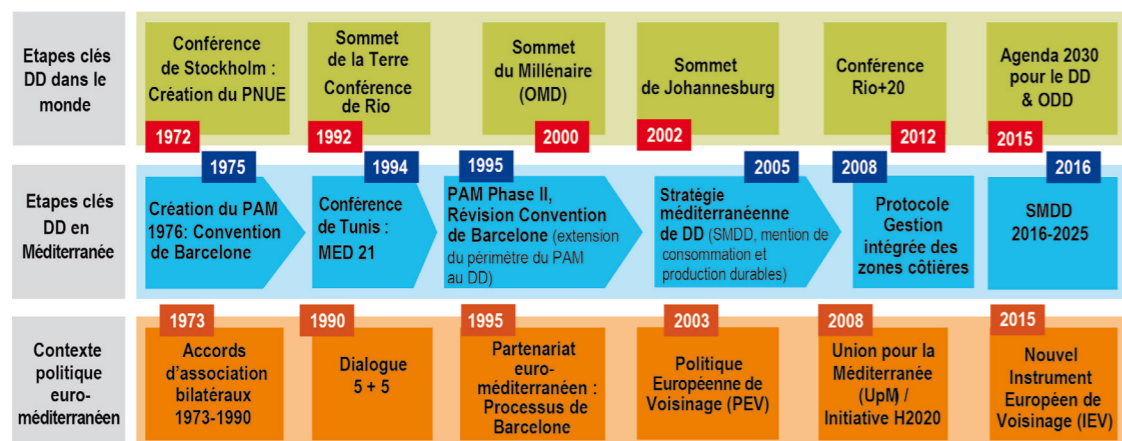 Etapes clés
DD dans le
monde
Conférence
de Stockholm :
Création du PNUE
1972
Sommet
de la Terre
Conférence
de Rio
1992
Sommet
du Millénaire
(OMD)
2000
Sommet
de Johannesburg
2002
Conférence
Rio+20
2012
Agenda 2030
pour le DD
& ODD
2015
Etapes clés
DD en
Méditerranée
1975
Création du PAM
1976: Convention
de Barcelone
1994
Conférence
de Tunis :
MED 21
1995
PAM Phase II,
Révision Convention
de Barcelone (extension
du périmètre du PAM
au DD)
2005
Stratégie
méditerranéenne
de DD (SMDD, mention de
consommation et
production durables)
2008
Protocole
Gestion
intégrée des
zones côtières
2016
SMDD
2016-2025
Contexte
politique
euro-
méditerranéen
1973
Accords
d’association
bilatéraux
1973-1990
1990
Dialogue
5 + 5
1995
Partenariat
euro-
méditerranéen :
Processus de
Barcelone
2003
Politique
Européenne de
Voisinage (PEV)
2008
Union pour la
Méditerranée
(UpM) /
Initiative H2020
2015
Nouvel
Instrument
Européen de
Voisinage (IEV)